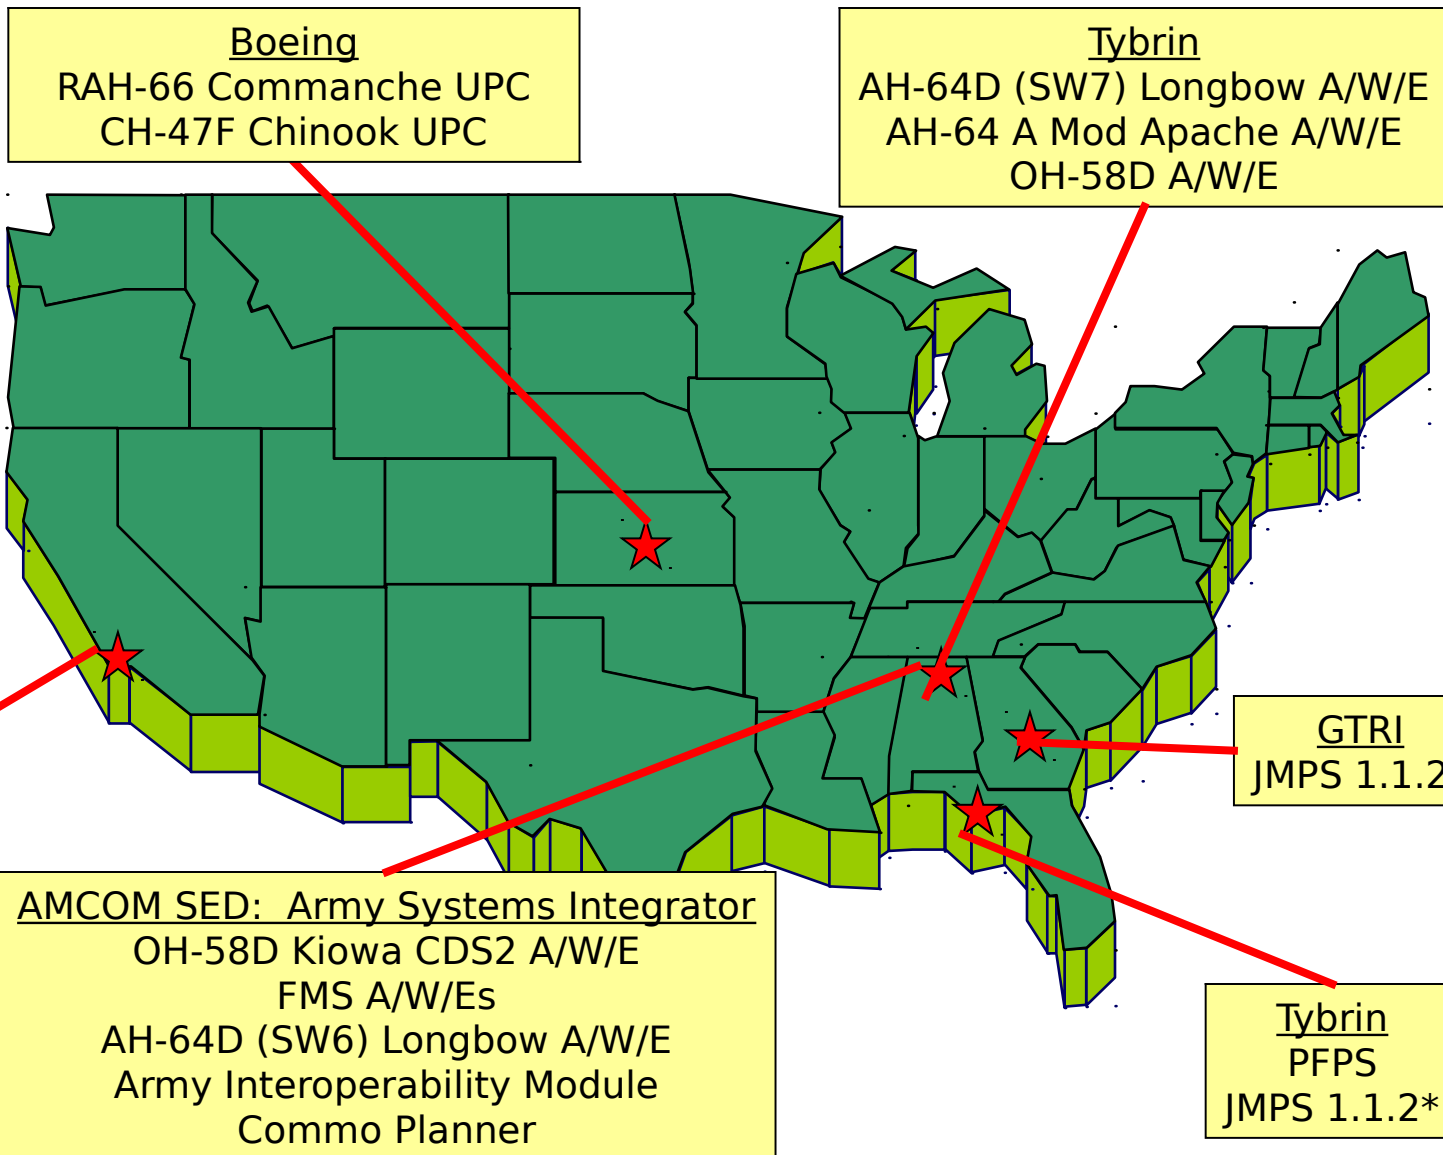 Boeing
RAH-66 Commanche UPC
CH-47F Chinook UPC
Tybrin
AH-64D (SW7) Longbow A/W/E
AH-64 A Mod Apache A/W/E
OH-58D A/W/E
GTRI
JMPS 1.1.2
AMCOM SED: Army Systems Integrator
OH-58D Kiowa CDS2 A/W/E
FMS A/W/Es
AH-64D (SW6) Longbow A/W/E
Army Interoperability Module
Commo Planner
Tybrin
PFPS
JMPS 1.1.2*